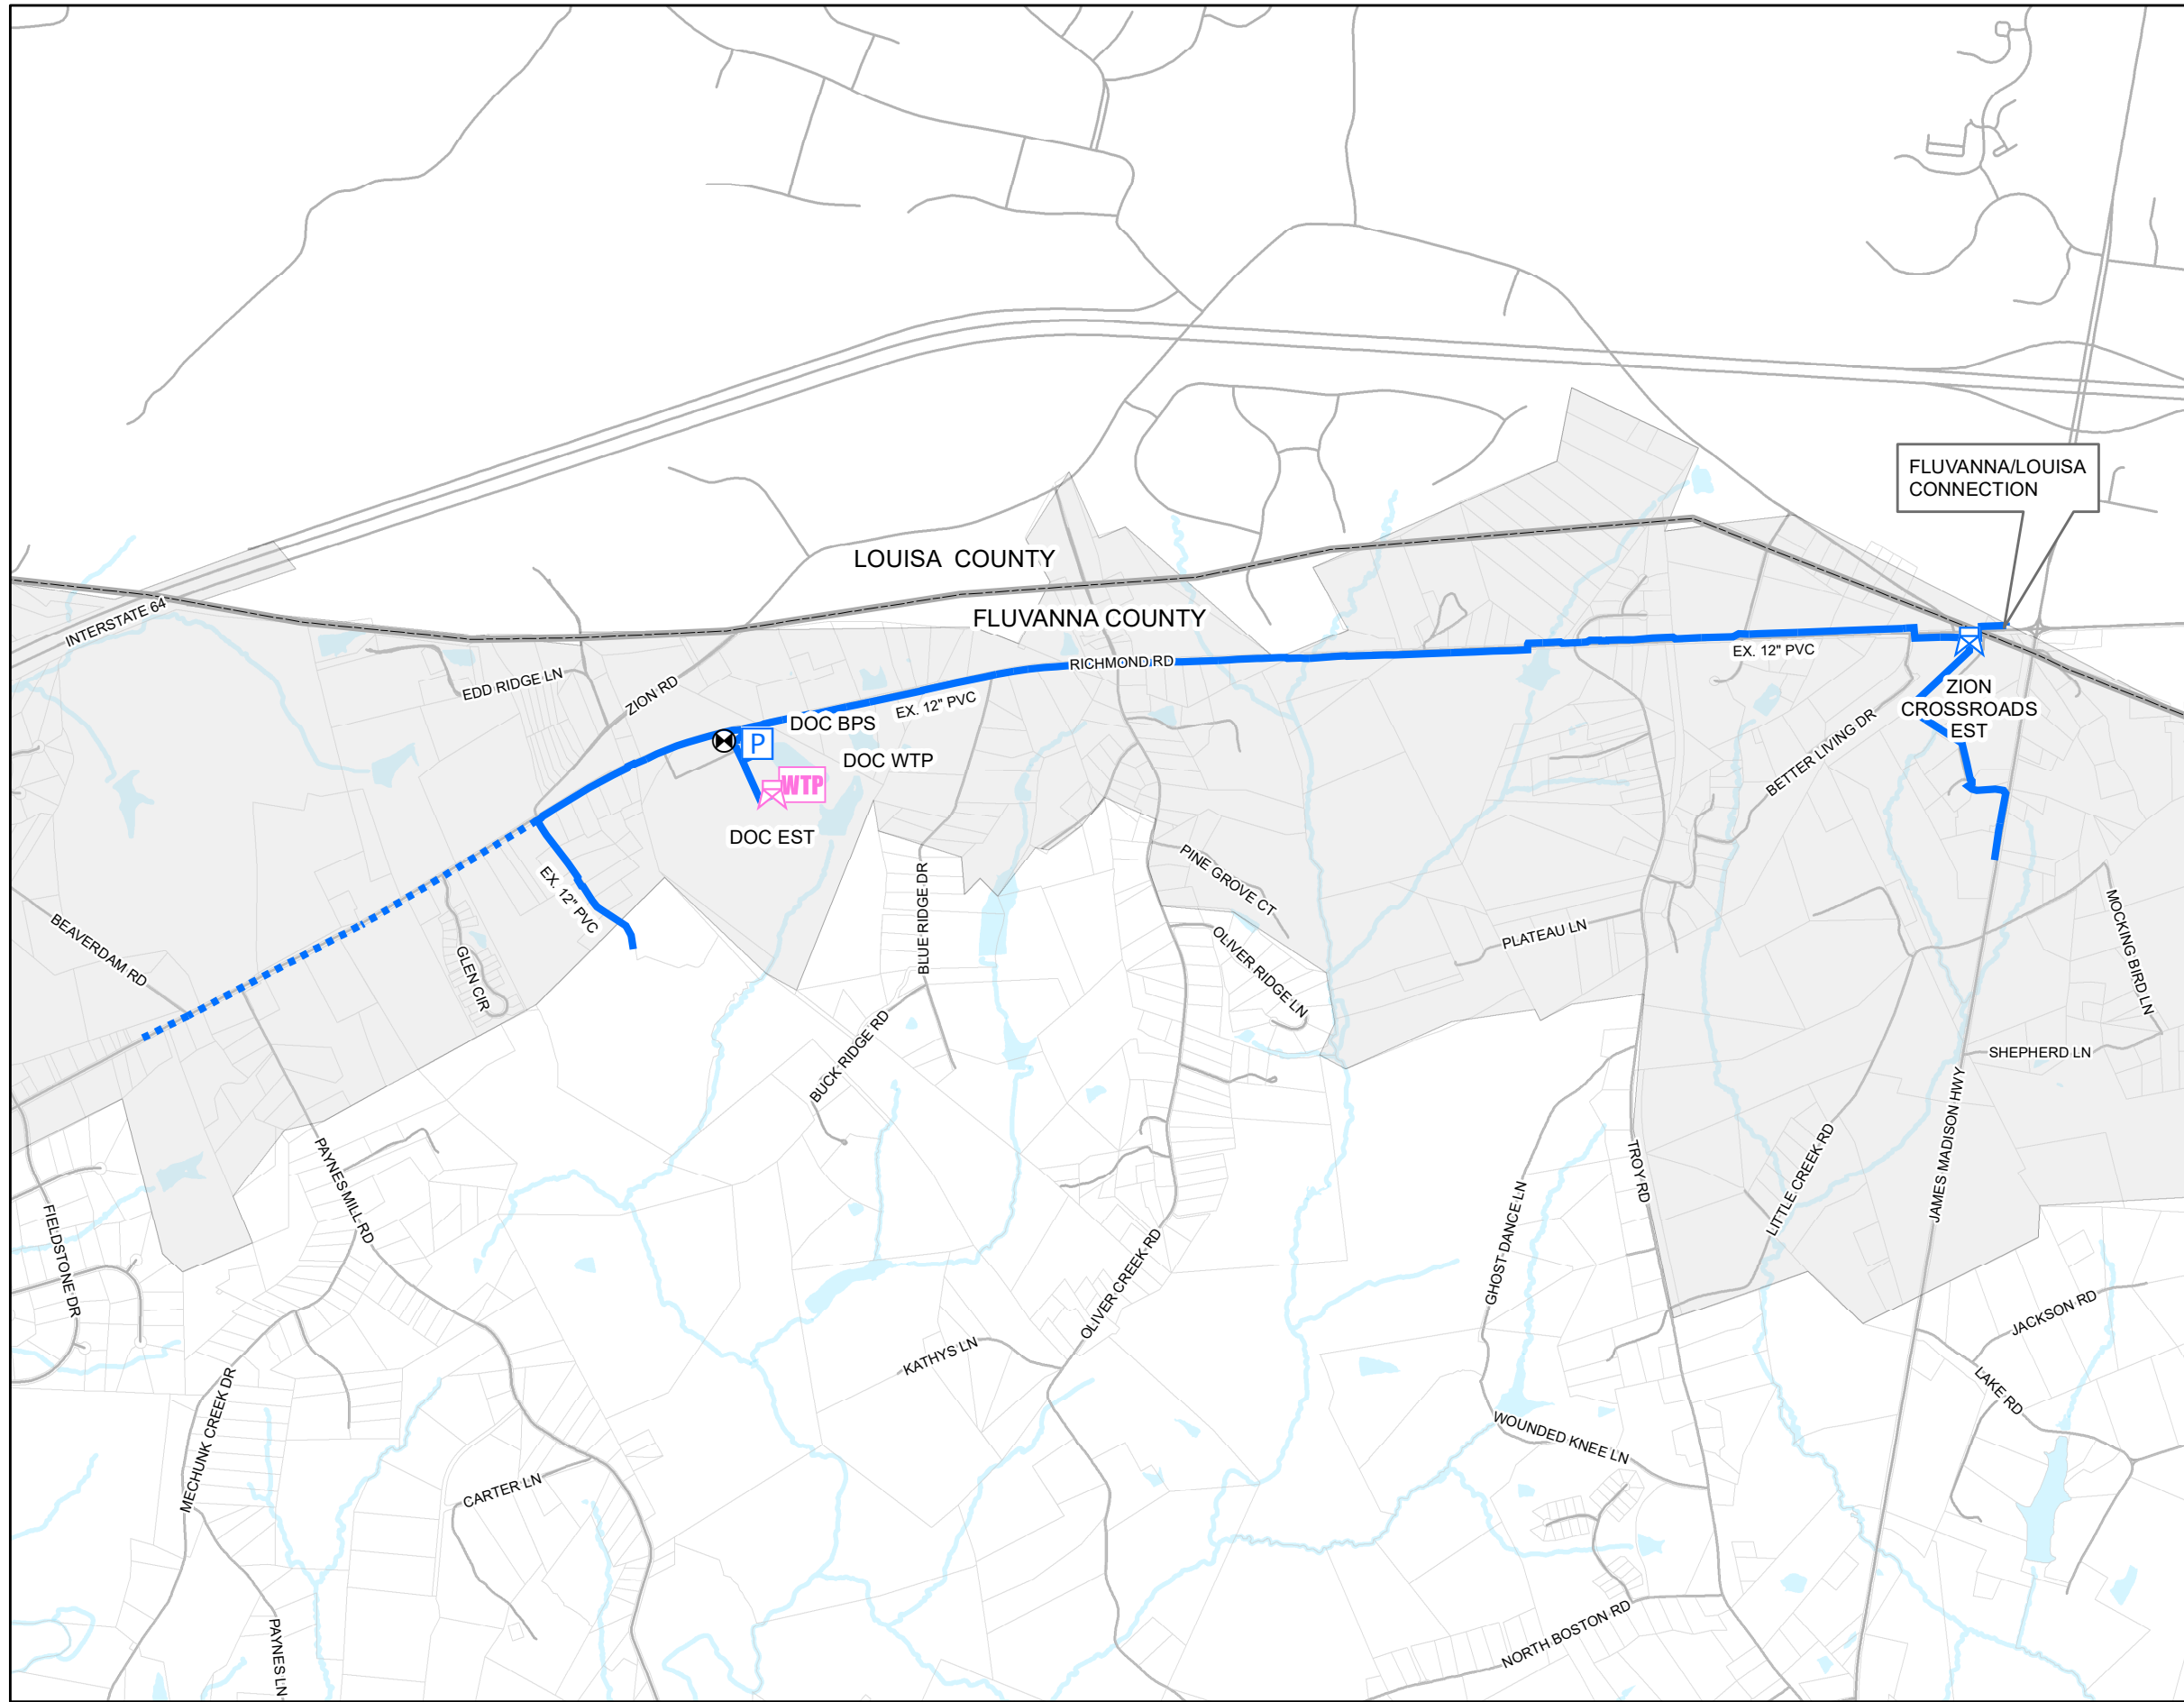 FLUVANNA/LOUISA
CONNECTION
LOUISA COUNTY
FLUVANNA COUNTY
INTERSTATE 64
EDD RIDGE LN
ZION RD
RICHMOND RD
EX. 12" PVC
EX. 12" PVC
ZION
CROSSROADS
EST
DOC BPS
P
DOC WTP
WTP
DOC EST
BETTER LIVING DR
EX. 12" PVC
BEAVERDAM RD
GLEN CIR
BLUE RIDGE DR
PINE GROVE CT
OLIVER RIDGE LN
PLATEAU LN
MOCKING BIRD LN
BUCK RIDGE RD
SHEPHERD LN
JAMES MADISON HWY
TROY RD
LITTLE CREEK RD
PAYNES MILL RD
FIELDSTONE DR
GHOST DANCE LN
OLIVER CREEK RD
KATHYS LN
JACKSON RD
LAKE RD
MECHUNK CREEK DR
CARTER LN
WOUNDED KNEE LN
PAYNES LN
NORTH BOSTON RD